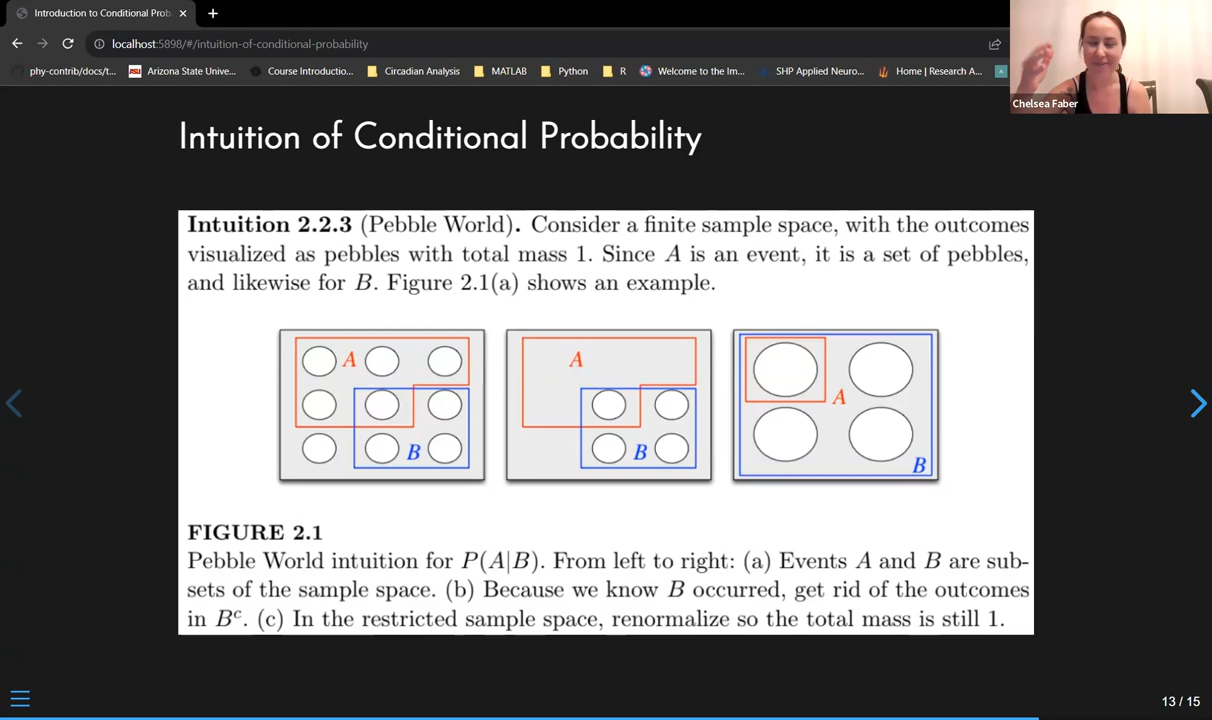 Introduction to Conditional Prob
localhost:5898/#/intuition-of-conditional-probability
phy-contrib/docs/t... Arizona State Unive... Course Introductio... Circadian Analysis MATLAB Python R Welcome to the Im... SHP Applied Neuro... Home | Research A...
Chelsea Faber
Intuition of Conditional Probability
Intuition 2.2.3 (Pebble World). Consider a finite sample space, with the outcomes
visualized as pebbles with total mass 1. Since A is an event, it is a set of pebbles,
and likewise for B. Figure 2.1(a) shows an example.
A
B
A
B
A
B
FIGURE 2.1
Pebble World intuition for P(A|B). From left to right: (a) Events A and B are sub-
sets of the sample space. (b) Because we know B occurred, get rid of the outcomes
in Bᶜ. (c) In the restricted sample space, renormalize so the total mass is still 1.
13 / 15